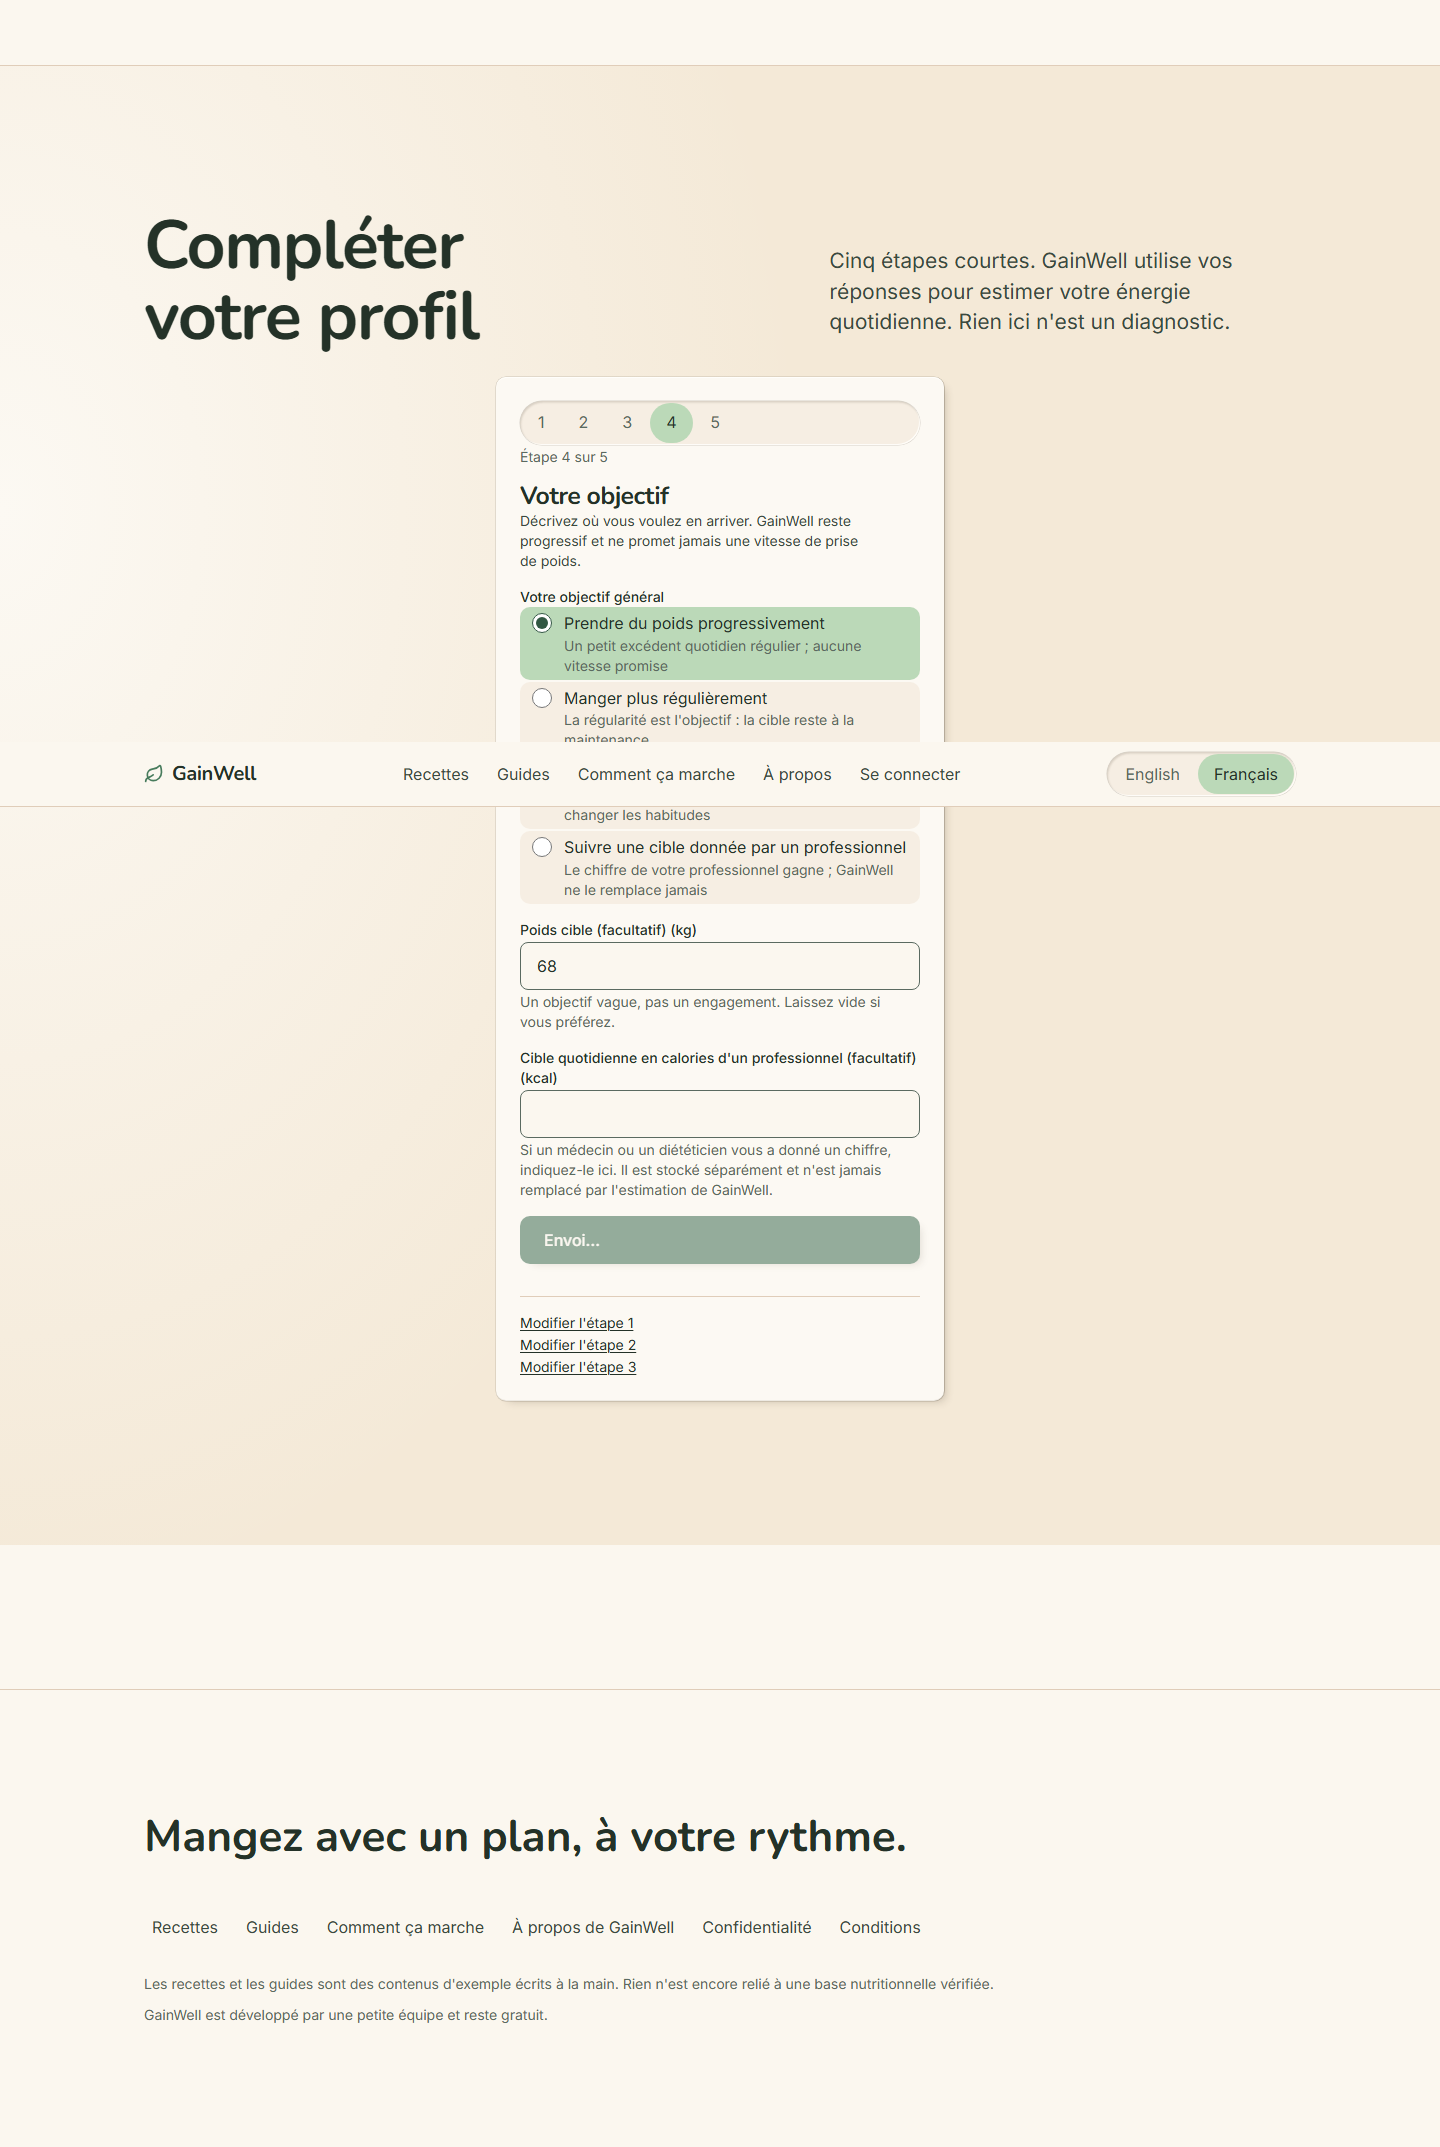 Compléter
votre profil
Cinq étapes courtes. GainWell utilise vos
réponses pour estimer votre énergie
quotidienne. Rien ici n'est un diagnostic.
1 2 3 4 5
Étape 4 sur 5
Votre objectif
Décrivez où vous voulez en arriver. GainWell reste
progressif et ne promet jamais une vitesse de prise
de poids.
Votre objectif général
Prendre du poids progressivement
Un petit excédent quotidien régulier ; aucune
vitesse promise
Manger plus régulièrement
La régularité est l'objectif : la cible reste à la
maintenance
GainWell
Recettes Guides Comment ça marche À propos Se connecter
English Français
changer les habitudes
Suivre une cible donnée par un professionnel
Le chiffre de votre professionnel gagne ; GainWell
ne le remplace jamais
Poids cible (facultatif) (kg)
68
Un objectif vague, pas un engagement. Laissez vide si
vous préférez.
Cible quotidienne en calories d'un professionnel (facultatif)
(kcal)
Si un médecin ou un diététicien vous a donné un chiffre,
indiquez-le ici. Il est stocké séparément et n'est jamais
remplacé par l'estimation de GainWell.
Envoi…
Modifier l'étape 1
Modifier l'étape 2
Modifier l'étape 3
Mangez avec un plan, à votre rythme.
Recettes Guides Comment ça marche À propos de GainWell Confidentialité Conditions
Les recettes et les guides sont des contenus d'exemple écrits à la main. Rien n'est encore relié à une base nutritionnelle vérifiée.
GainWell est développé par une petite équipe et reste gratuit.